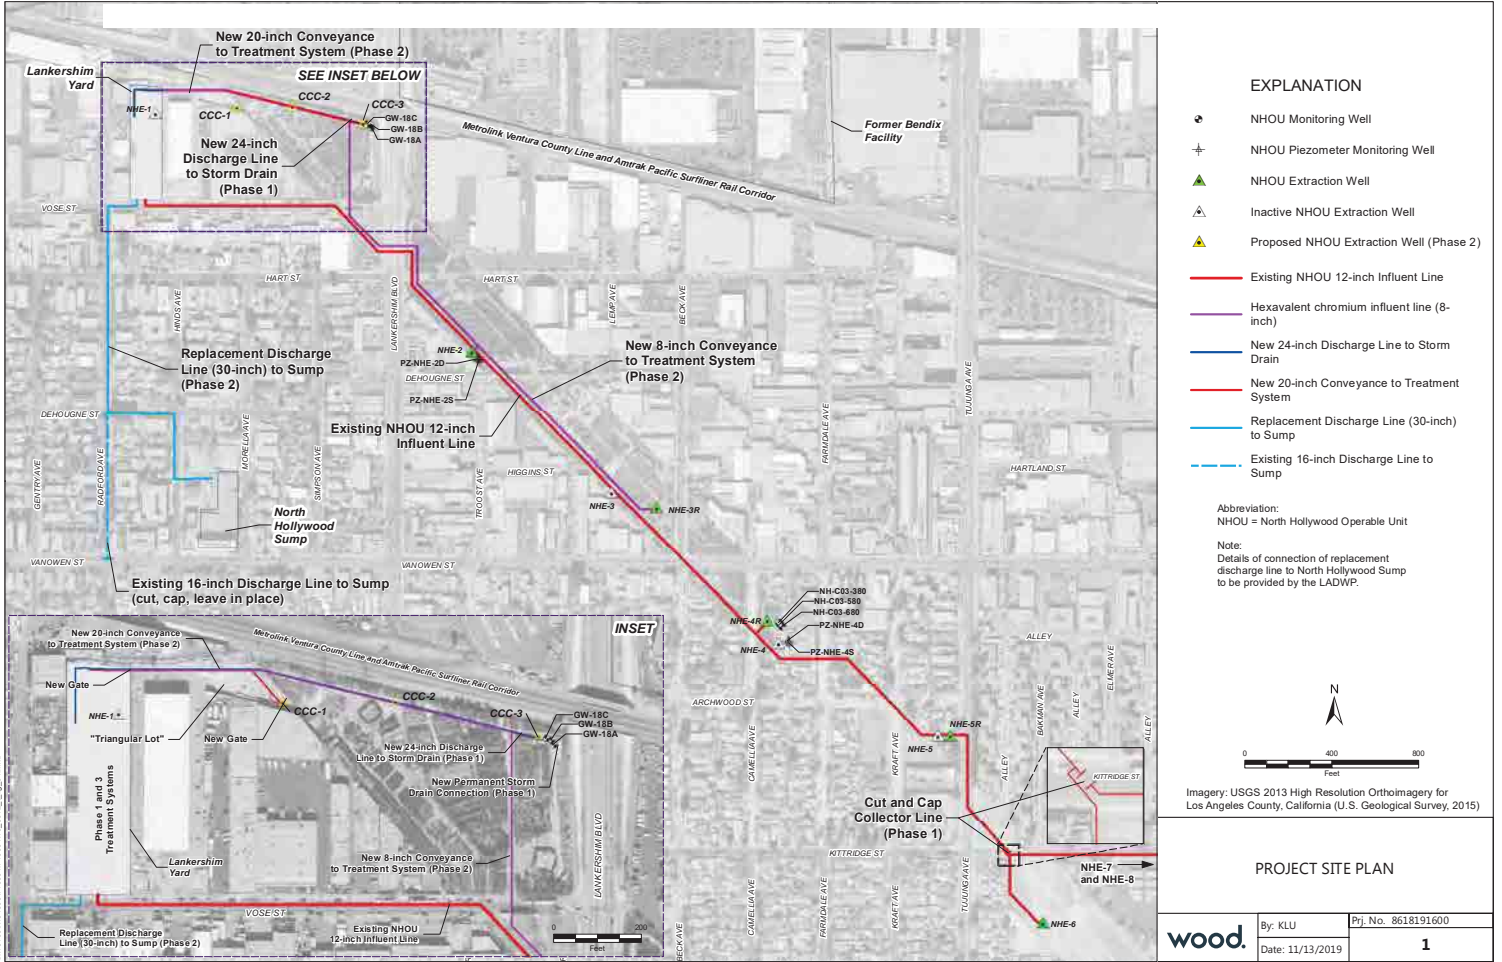 New 20-inch Conveyance
to Treatment System (Phase 2)
Lankershim
Yard
SEE INSET BELOW
NHE-1
CCC-1
CCC-2
CCC-3
GW-18C
GW-18B
GW-18A
New 24-inch
Discharge Line
to Storm Drain
(Phase 1)
Metrolink Ventura County Line and Amtrak Pacific Surfliner Rail Corridor
Former Bendix
Facility
VOSE ST
HART ST
HART ST
HINDS AVE
LANKERSHIM BLVD
LEMP AVE
BECK AVE
Replacement Discharge
Line (30-inch) to Sump
(Phase 2)
NHE-2
PZ-NHE-2D
DEHOUGNE ST
PZ-NHE-2S
New 8-inch Conveyance
to Treatment System
(Phase 2)
TUJUNGA AVE
DEHOUGNE ST
Existing NHOU 12-inch
Influent Line
MORELLA AVE
FARMDALE AVE
GENTRY AVE
RADFORD AVE
SIMPSON AVE
TROOST AVE
HIGGINS ST
HARTLAND ST
NHE-3
NHE-3R
North
Hollywood
Sump
VANOWEN ST
VANOWEN ST
Existing 16-inch Discharge Line to Sump
(cut, cap, leave in place)
NH-C03-380
NH-C03-580
NH-C03-680
NHE-4R
PZ-NHE-4D
NHE-4
PZ-NHE-4S
ALLEY
ELMER AVE
ARCHWOOD ST
BAKMAN AVE
ALLEY
ALLEY
NHE-5R
NHE-5
CAMELLIA AVE
KRAFT AVE
ALLEY
KITTRIDGE ST
Cut and Cap
Collector Line
(Phase 1)
KITTRIDGE ST
NHE-7
and NHE-8
TUJUNGA AVE
BECK AVE
CAMELLIA AVE
FARMDALE AVE
KRAFT AVE
NHE-6
INSET
New 20-inch Conveyance
to Treatment System (Phase 2)
Metrolink Ventura County Line and Amtrak Pacific Surfliner Rail Corridor
New Gate
NHE-1
CCC-1
CCC-2
CCC-3
GW-18C
GW-18B
GW-18A
"Triangular Lot"
New Gate
New 24-inch Discharge
Line to Storm Drain (Phase 1)
New Permanent Storm
Drain Connection (Phase 1)
Phase 1 and 3
Treatment Systems
Lankershim
Yard
New 8-inch Conveyance
to Treatment System (Phase 2)
LANKERSHIM BLVD
VOSE ST
Replacement Discharge
Line (30-inch) to Sump (Phase 2)
Existing NHOU
12-inch Influent Line
0 200
Feet
EXPLANATION
NHOU Monitoring Well
NHOU Piezometer Monitoring Well
NHOU Extraction Well
Inactive NHOU Extraction Well
Proposed NHOU Extraction Well (Phase 2)
Existing NHOU 12-inch Influent Line
Hexavalent chromium influent line (8-
inch)
New 24-inch Discharge Line to Storm
Drain
New 20-inch Conveyance to Treatment
System
Replacement Discharge Line (30-inch)
to Sump
Existing 16-inch Discharge Line to
Sump
Abbreviation:
NHOU = North Hollywood Operable Unit
Note:
Details of connection of replacement
discharge line to North Hollywood Sump
to be provided by the LADWP.
N
0 400 800
Feet
Imagery: USGS 2013 High Resolution Orthoimagery for
Los Angeles County, California (U.S. Geological Survey, 2015)
PROJECT SITE PLAN
wood.
By: KLU
Prj. No. 8618191600
Date: 11/13/2019
1